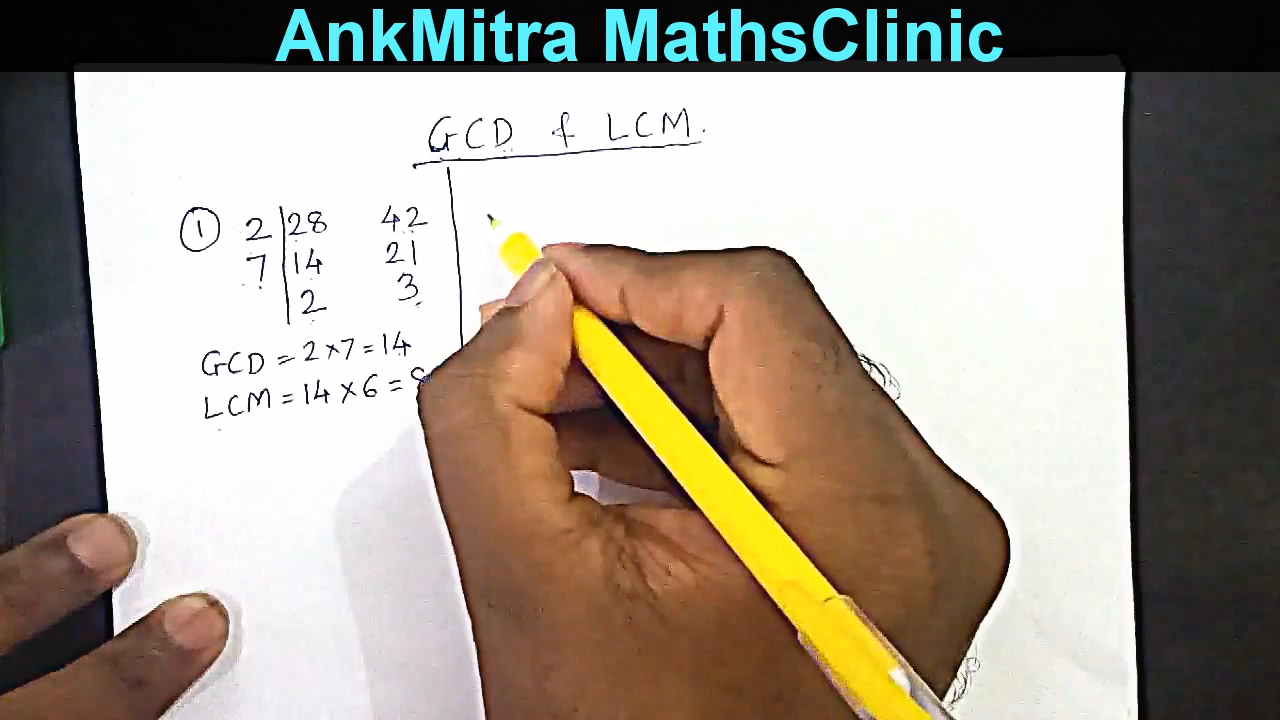 AnkMitra MathsClinic
GCD & LCM.
① 2 28 42
7 14 21
2 3
GCD = 2 × 7 = 14
LCM = 14 × 6 =